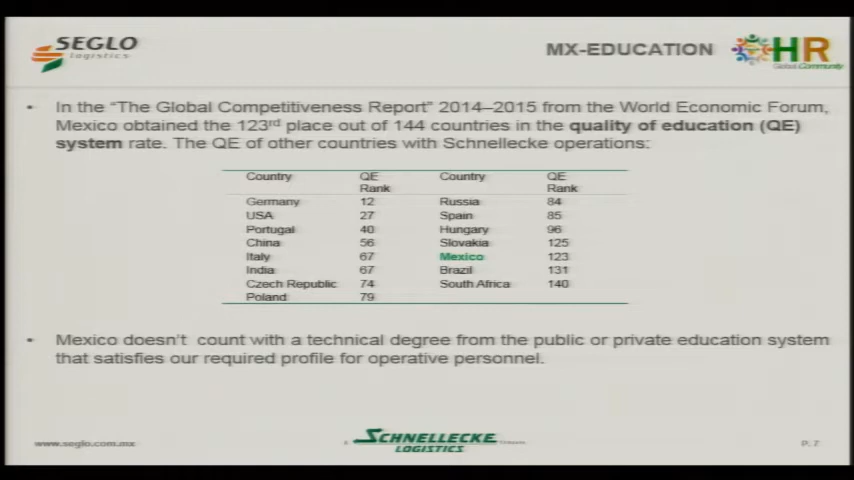 SEGLO
logistics
MX-EDUCATION
HR
Global Community
• In the “The Global Competitiveness Report” 2014–2015 from the World Economic Forum,
Mexico obtained the 123rd place out of 144 countries in the quality of education (QE)
system rate. The QE of other countries with Schnellecke operations:
Country QE Rank Country QE Rank
Germany 12 Russia 84
USA 27 Spain 85
Portugal 40 Hungary 96
China 56 Slovakia 125
Italy 67 Mexico 123
India 67 Brazil 131
Czech Republic 74 South Africa 140
Poland 79
• Mexico doesn't count with a technical degree from the public or private education system
that satisfies our required profile for operative personnel.
www.seglo.com.mx
A SCHNELLECKE
LOGISTICS
P. 7